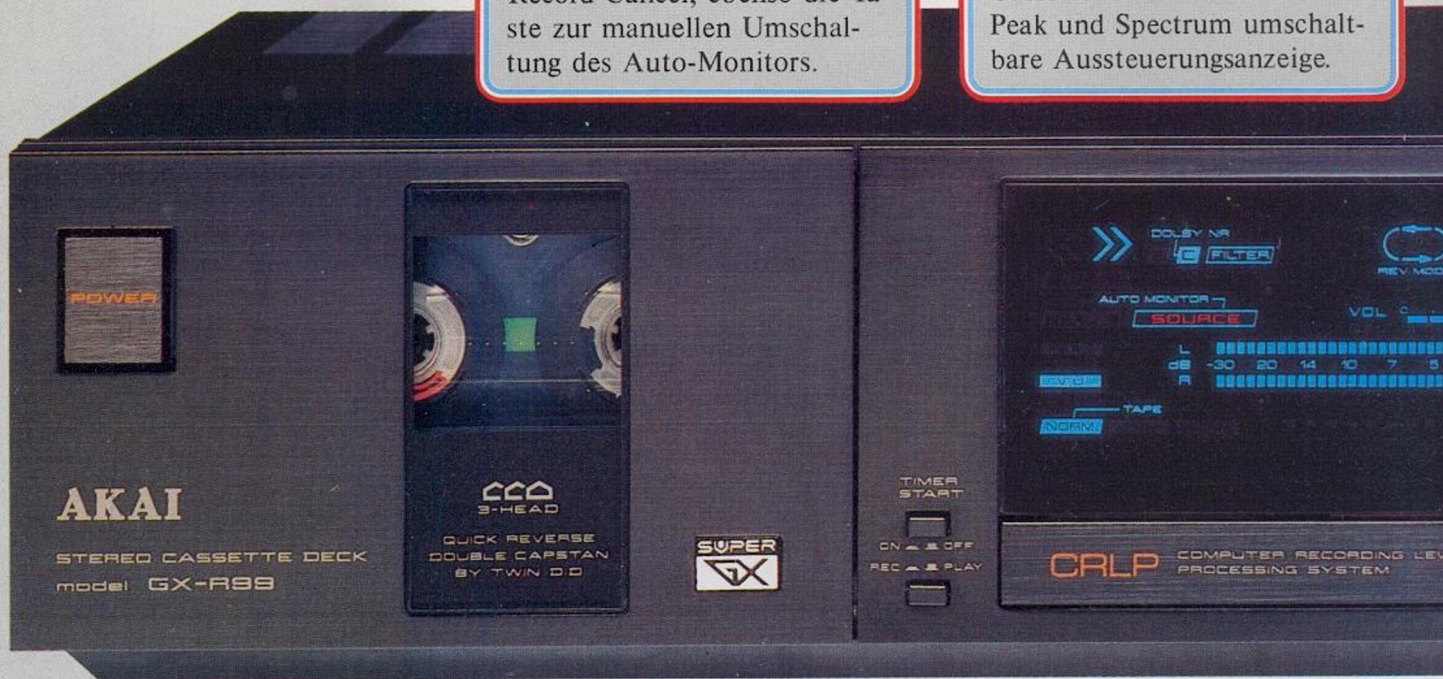 ste zur manuellen Umschal-
tung des Auto-Monitors.
Peak und Spectrum umschalt-
bare Aussteuerungsanzeige.
POWER
AKAI
STEREO CASSETTE DECK
model GX-R99
3-HEAD
QUICK REVERSE
DOUBLE CAPSTAN
BY TWIN D·D
SUPER
GX
TIMER
START
ON OFF
REC PLAY
DOLBY NR
C FILTER
REV MOD
AUTO MONITOR
SOURCE
VOL
L
dB -30 20 14 10 7 5
R
TAPE
NORM
CRLP
COMPUTER RECORDING LEV
PROCESSING SYSTEM